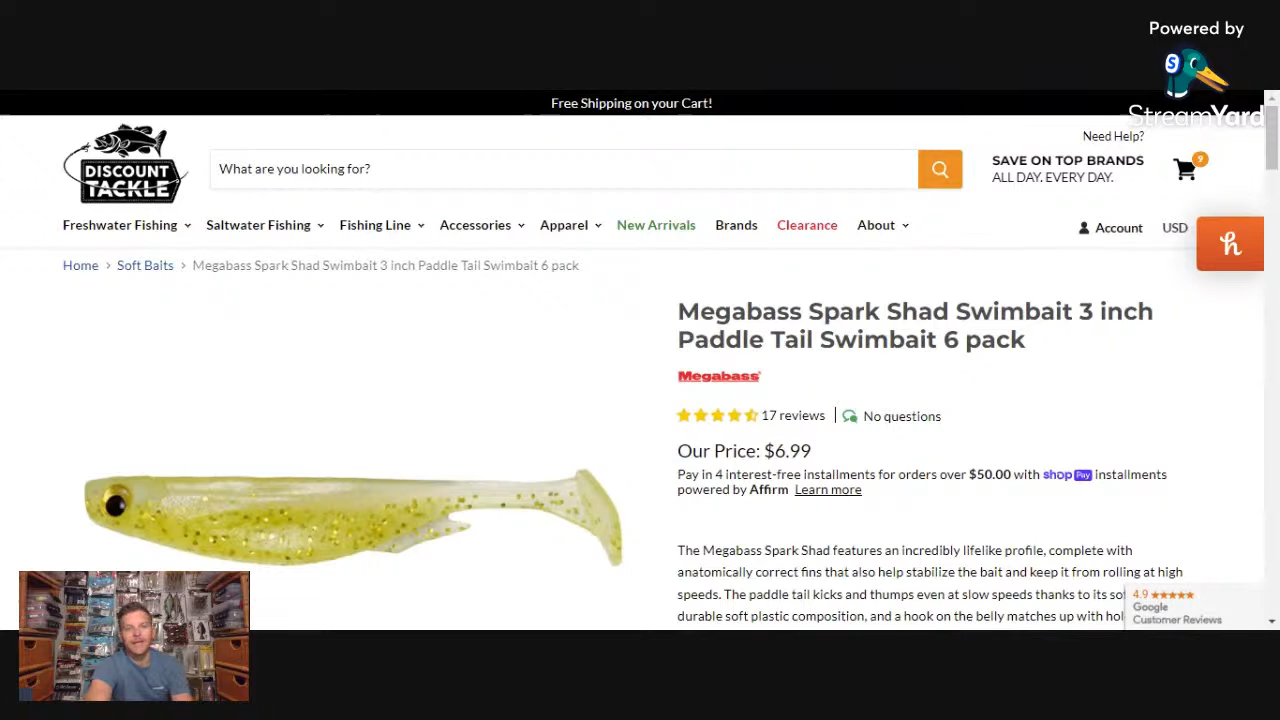 Powered by
S
StreamYard
Free Shipping on your Cart!
Need Help?
DISCOUNT
TACKLE
What are you looking for?
SAVE ON TOP BRANDS
ALL DAY. EVERY DAY.
9
Freshwater Fishing Saltwater Fishing Fishing Line Accessories Apparel New Arrivals Brands Clearance About
Account USD
h
Home > Soft Baits > Megabass Spark Shad Swimbait 3 inch Paddle Tail Swimbait 6 pack
Megabass Spark Shad Swimbait 3 inch
Paddle Tail Swimbait 6 pack
Megabass
17 reviews | No questions
Our Price: $6.99
Pay in 4 interest-free installments for orders over $50.00 with shop Pay installments
powered by Affirm Learn more
The Megabass Spark Shad features an incredibly lifelike profile, complete with
anatomically correct fins that also help stabilize the bait and keep it from rolling at high
speeds. The paddle tail kicks and thumps even at slow speeds thanks to its
durable soft plastic composition, and a hook on the belly matches up with
4.9
Google
Customer Reviews